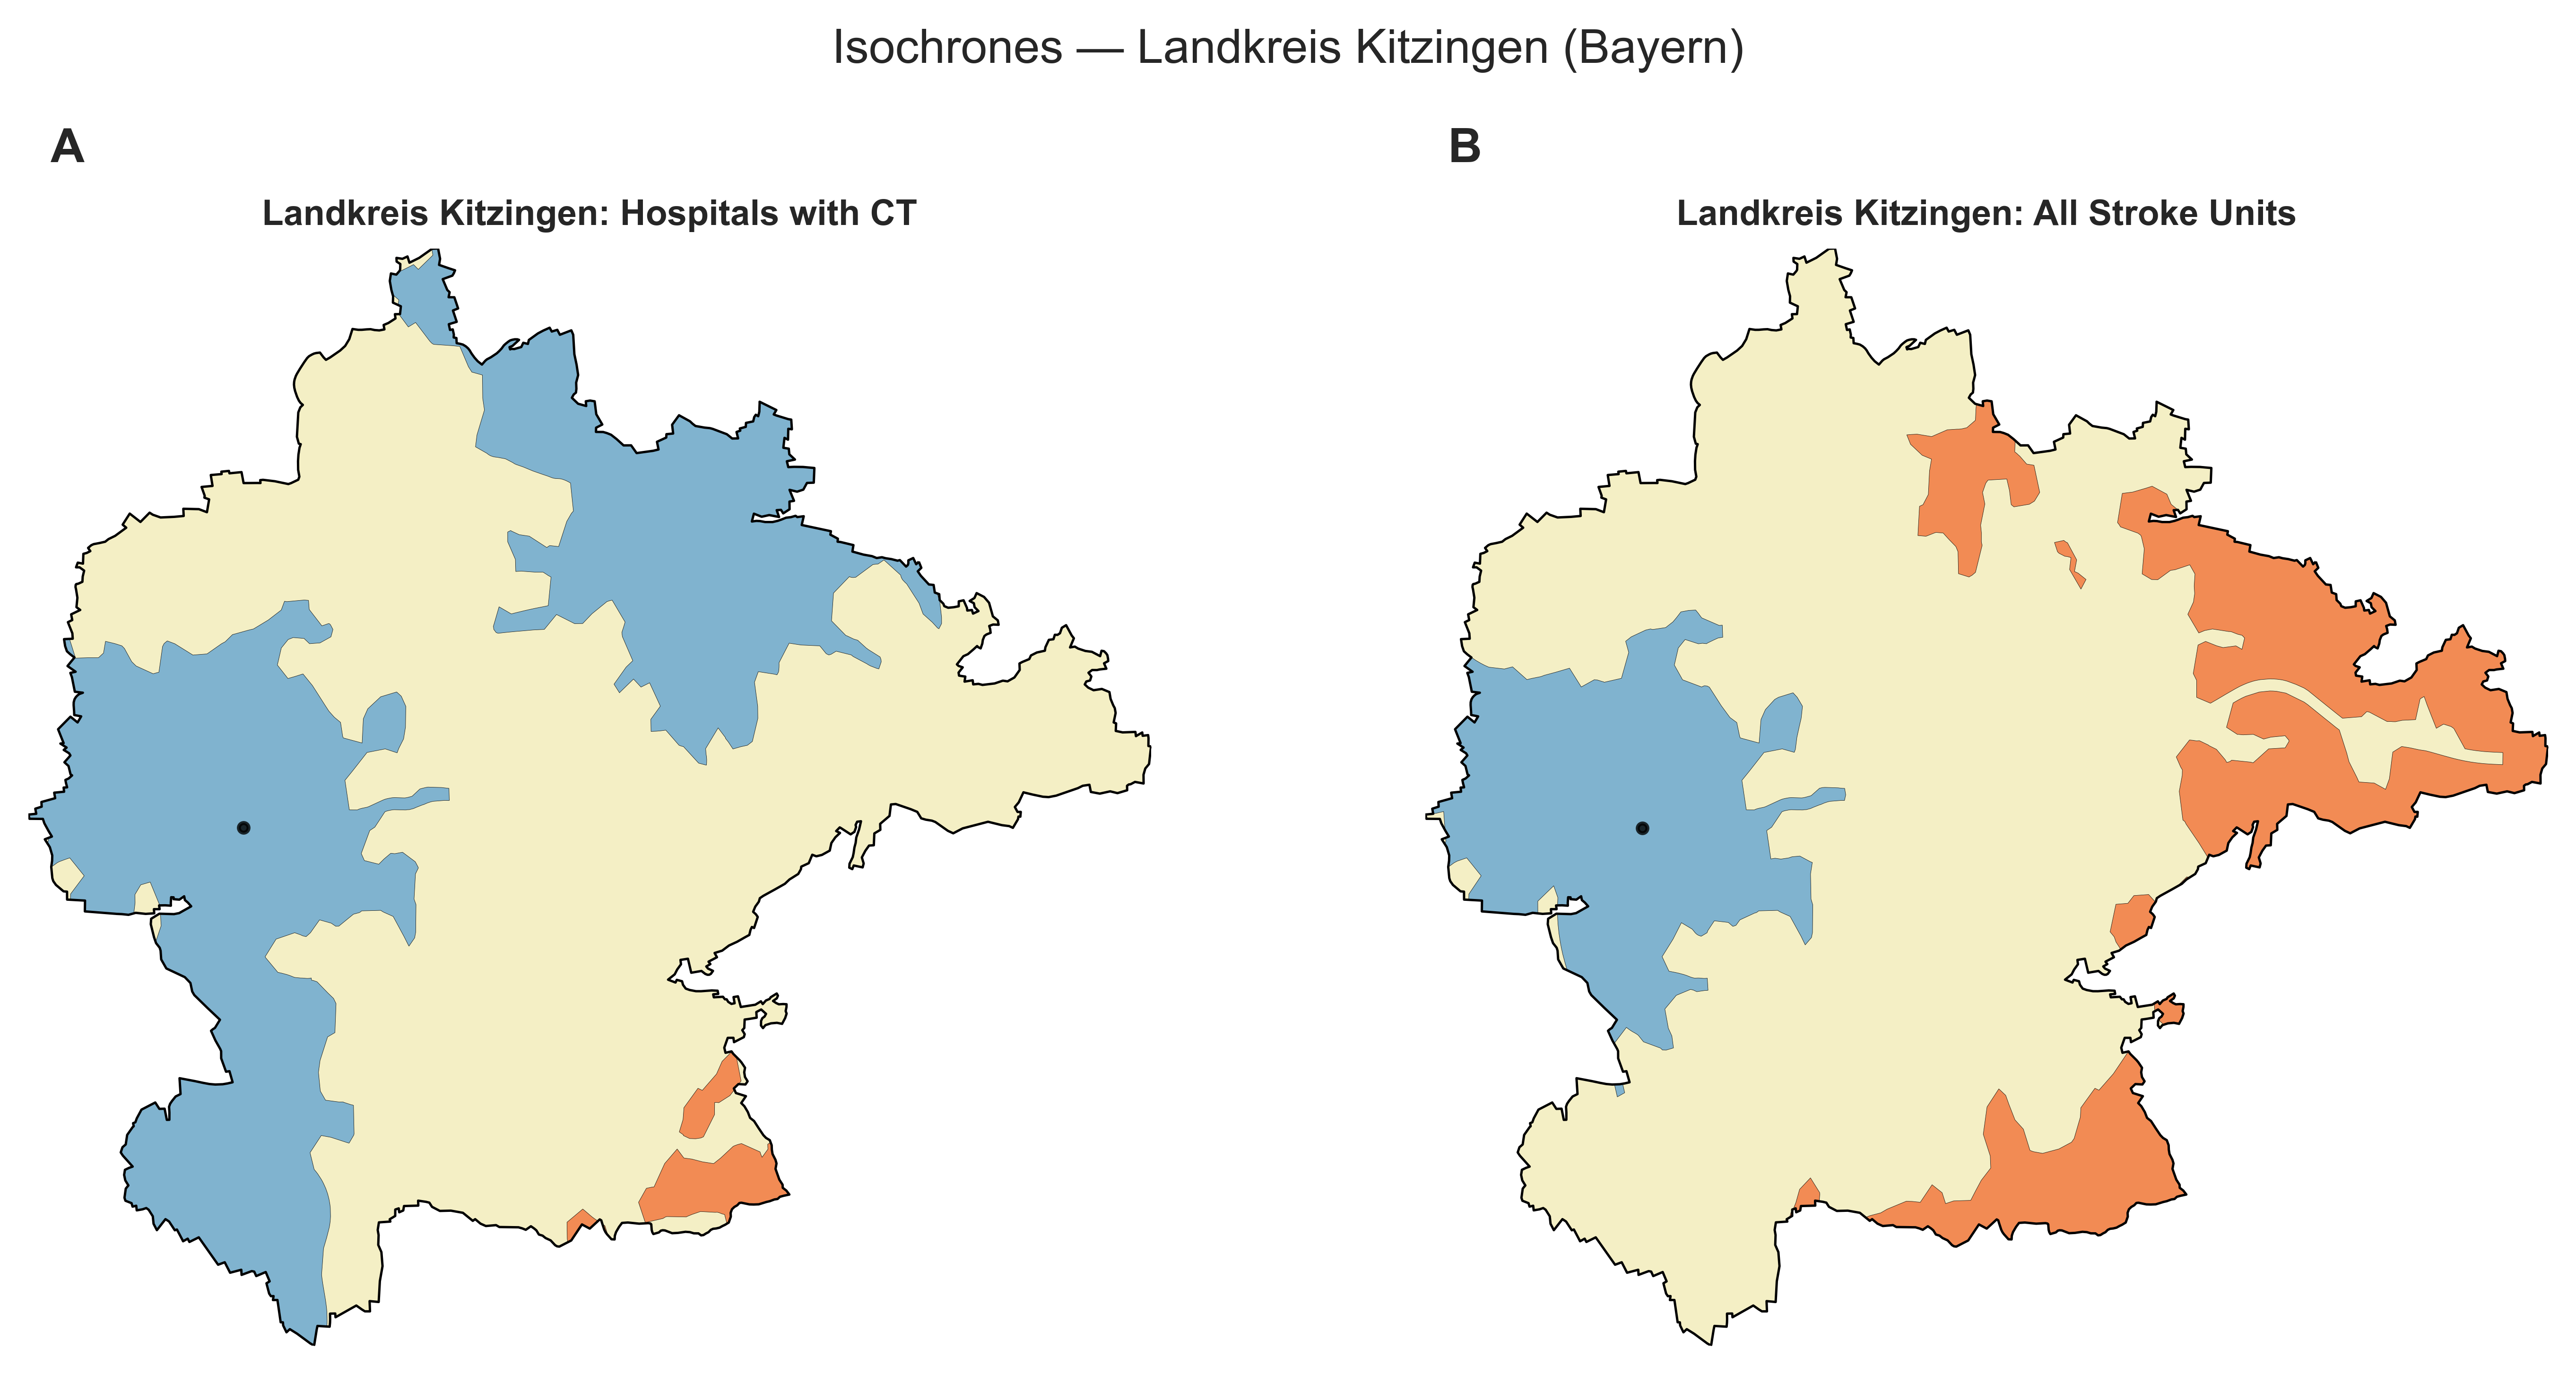 Isochrones — Landkreis Kitzingen (Bayern)
A
B
Landkreis Kitzingen: Hospitals with CT
Landkreis Kitzingen: All Stroke Units